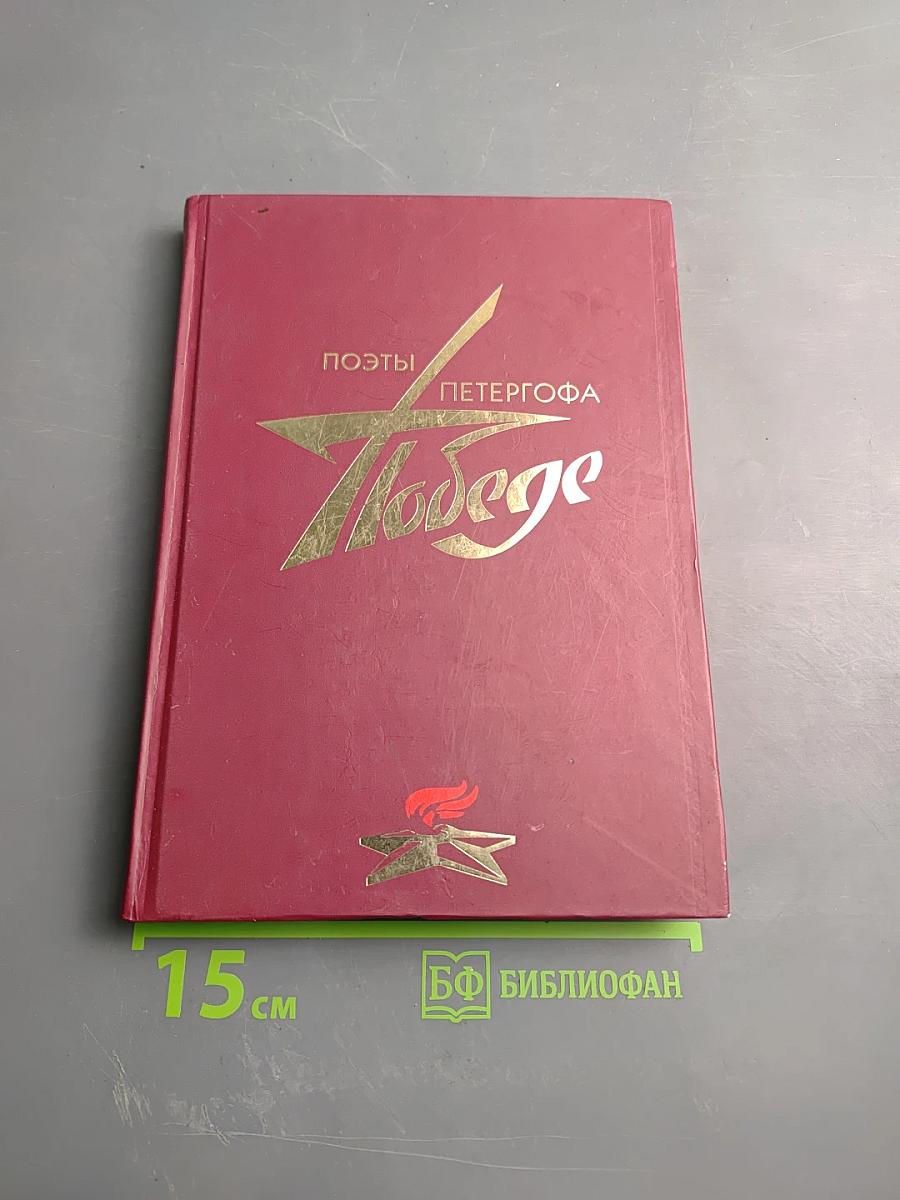 ПОЭТЫ
ПЕТЕРГОФА
Победе
15 см
БФ БИБЛИОФАН